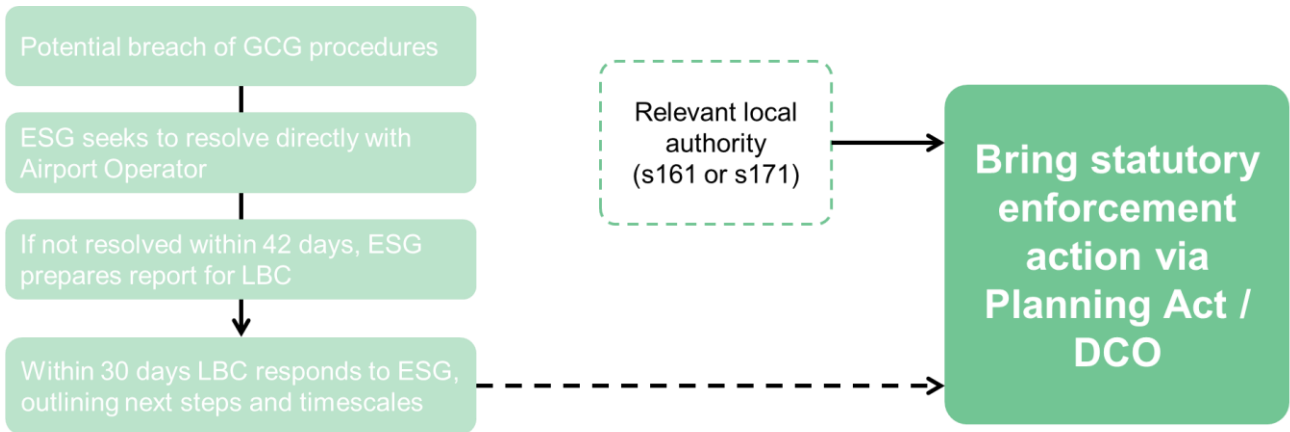 Potential breach of GCG procedures
ESG seeks to resolve directly with
Airport Operator
If not resolved within 42 days, ESG
prepares report for LBC
Within 30 days LBC responds to ESG,
outlining next steps and timescales
Relevant local
authority
(s161 or s171)
Bring statutory
enforcement
action via
Planning Act /
DCO